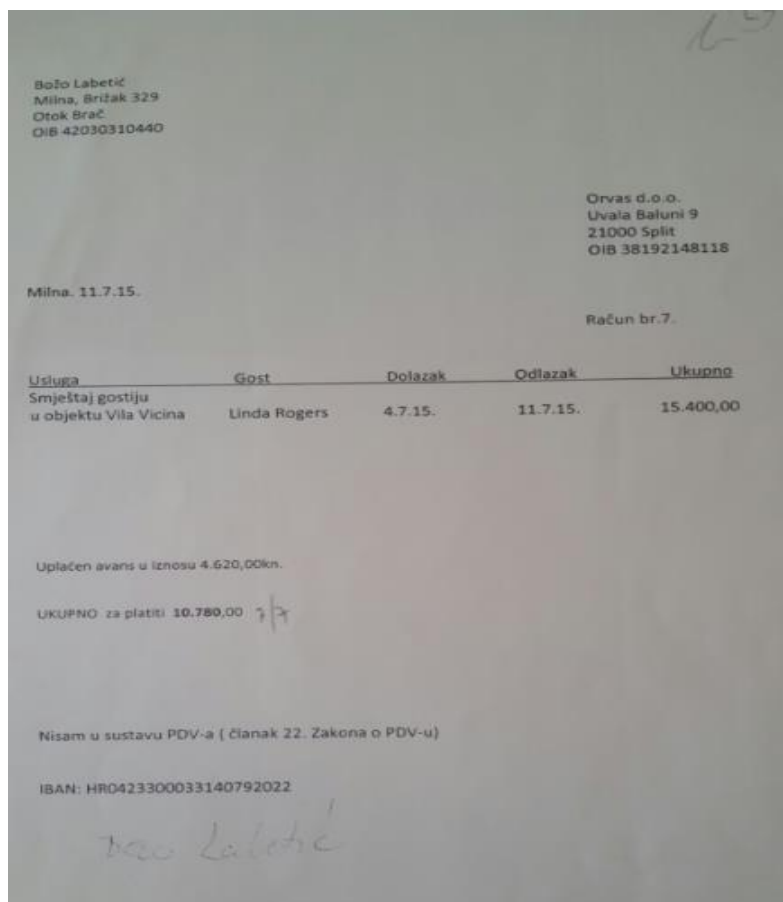 Božo Labetić
Milna, Brižak 329
Otok Brač
OIB 42030310440
Orvas d.o.o.
Uvala Baluni 9
21000 Split
OIB 38192148118
Milna. 11.7.15.
Račun br.7.
Usluga Gost Dolazak Odlazak Ukupno
Smještaj gostiju
u objektu Vila Vicina Linda Rogers 4.7.15. 11.7.15. 15.400,00
Uplaćen avans u iznosu 4.620,00kn.
UKUPNO za platiti 10.780,00 7/7
Nisam u sustavu PDV-a ( članak 22. Zakona o PDV-u)
IBAN: HR0423300033140792022
Labetić